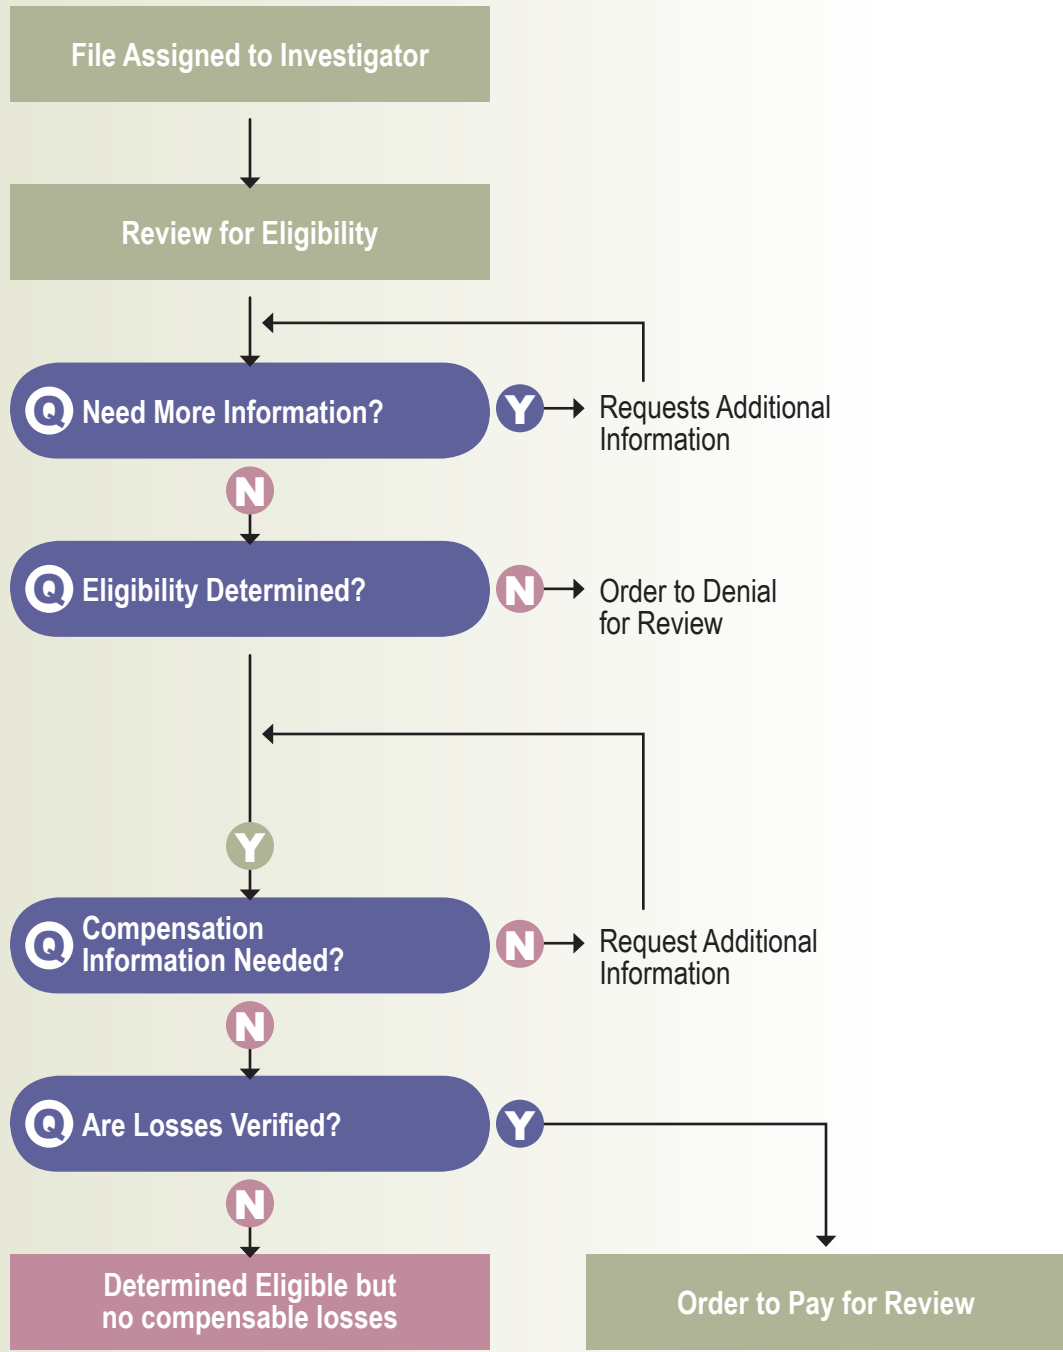 File Assigned to Investigator
Review for Eligibility
Q Need More Information?
Y
Requests Additional
Information
N
Q Eligibility Determined?
N
Order to Denial
for Review
Y
Q Compensation
Information Needed?
N
Request Additional
Information
N
Q Are Losses Verified?
Y
N
Determined Eligible but
no compensable losses
Order to Pay for Review